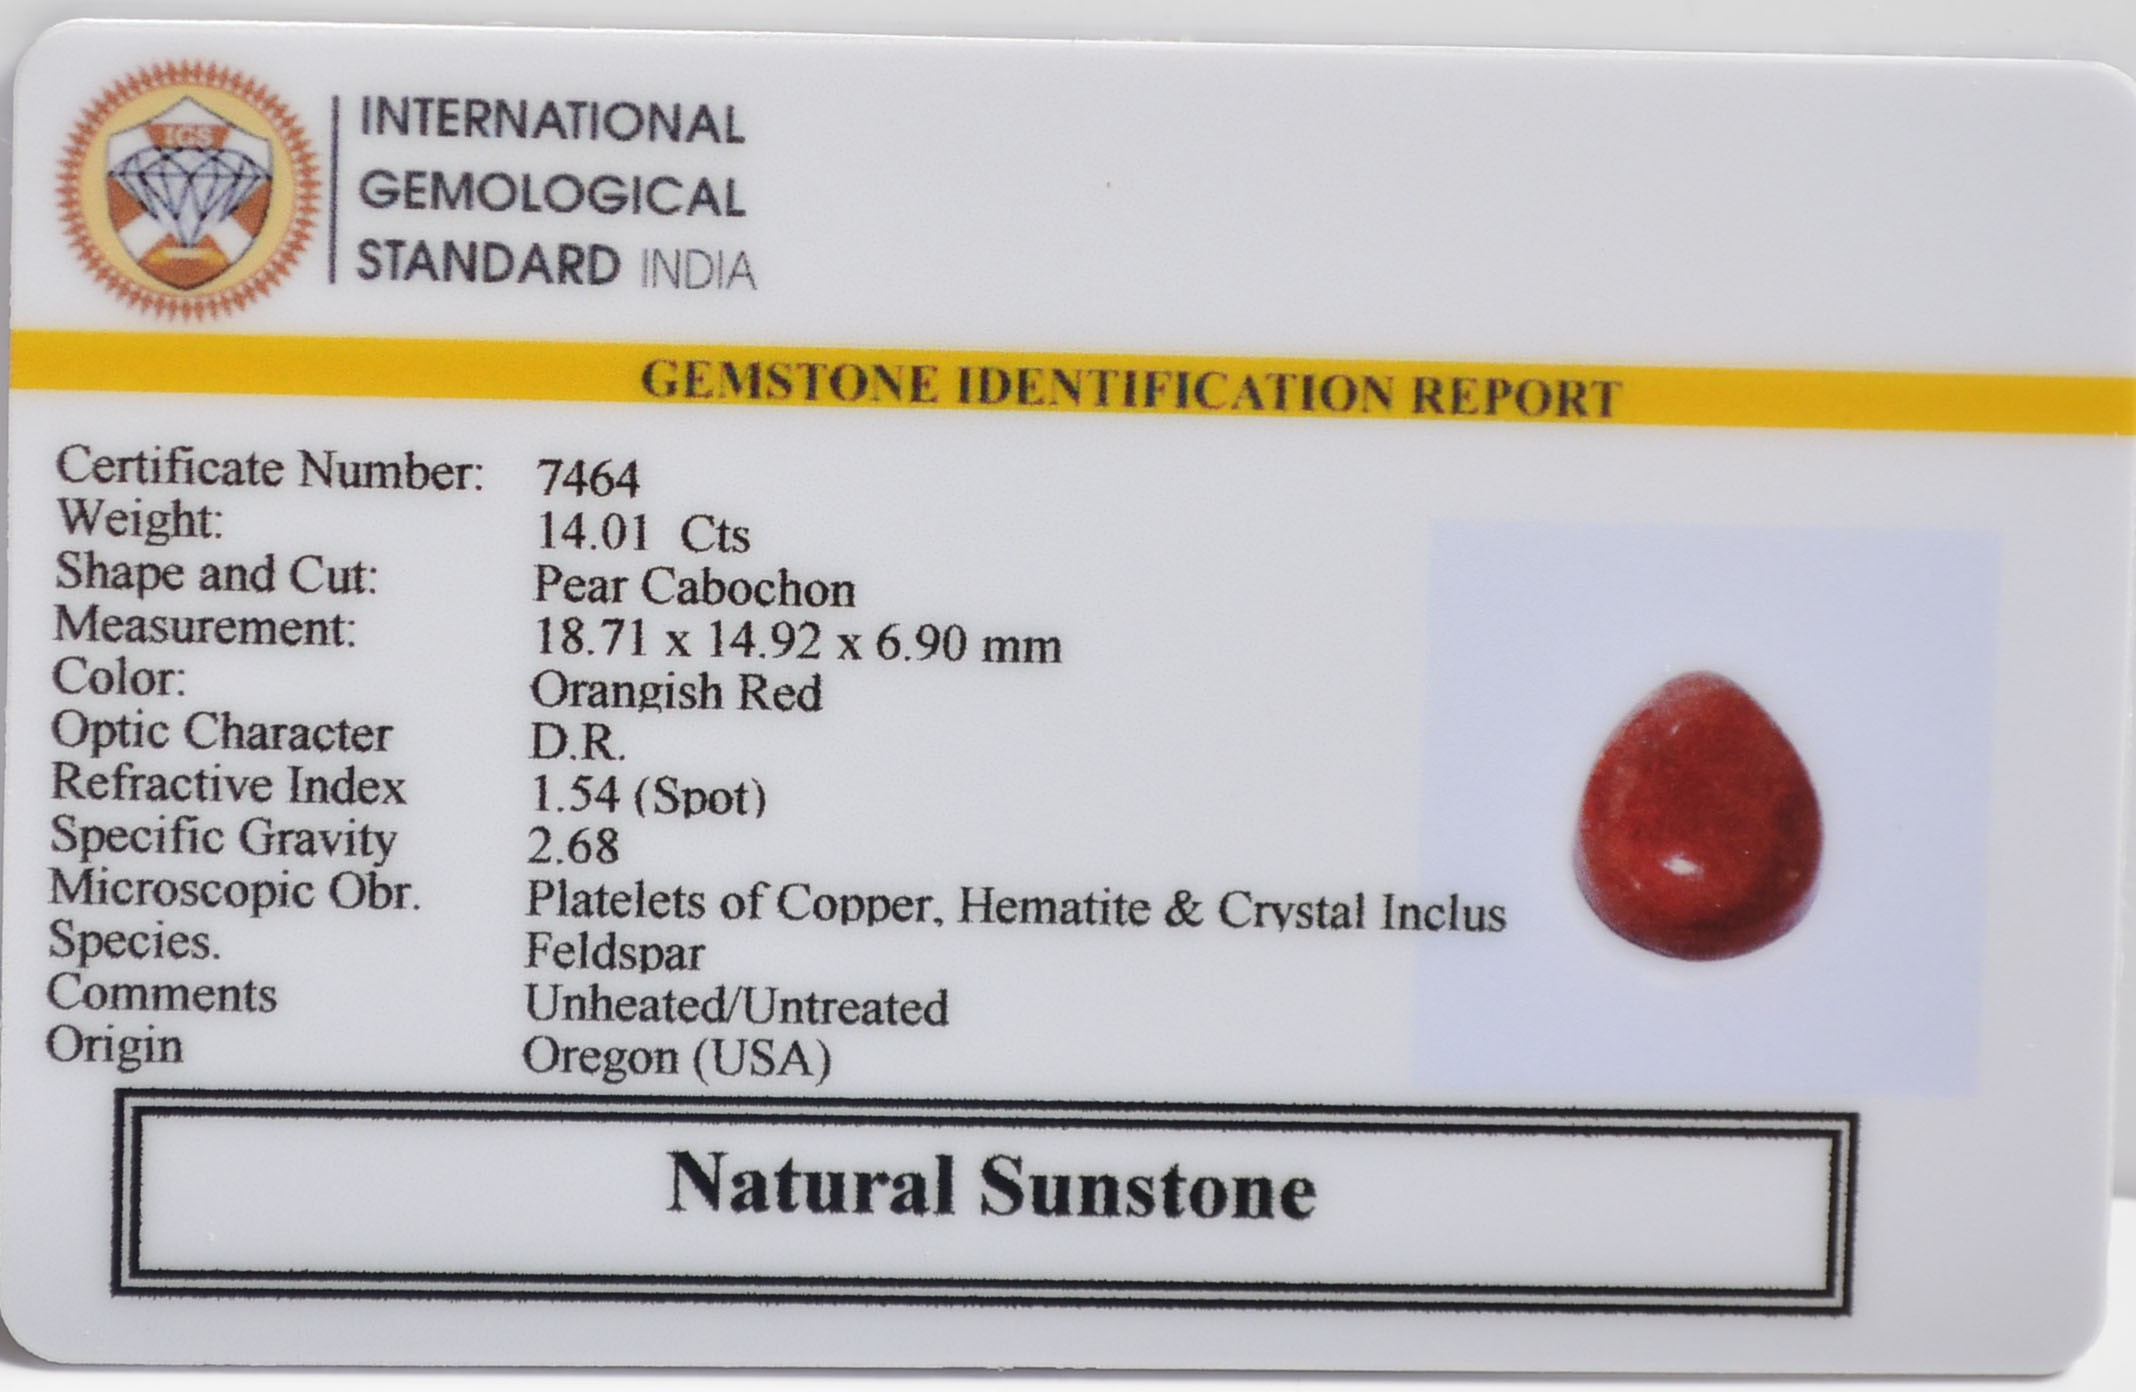 IGS
INTERNATIONAL
GEMOLOGICAL
STANDARD INDIA
GEMSTONE IDENTIFICATION REPORT
Certificate Number: 7464
Weight: 14.01 Cts
Shape and Cut: Pear Cabochon
Measurement: 18.71 x 14.92 x 6.90 mm
Color: Orangish Red
Optic Character D.R.
Refractive Index 1.54 (Spot)
Specific Gravity 2.68
Microscopic Obr. Platelets of Copper, Hematite & Crystal Inclus
Species. Feldspar
Comments Unheated/Untreated
Origin Oregon (USA)
Natural Sunstone